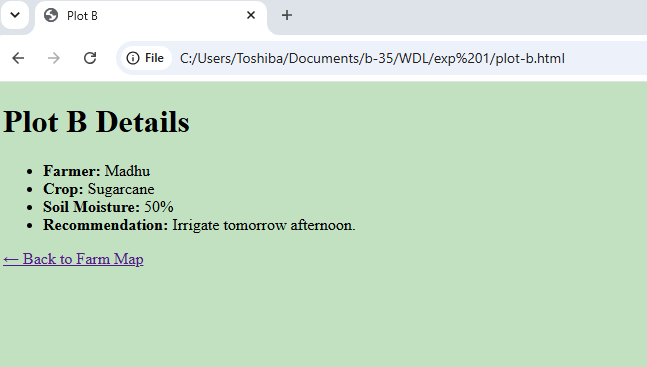 Plot B
File
C:/Users/Toshiba/Documents/b-35/WDL/exp%201/plot-b.html
Plot B Details
• Farmer: Madhu
• Crop: Sugarcane
• Soil Moisture: 50%
• Recommendation: Irrigate tomorrow afternoon.
← Back to Farm Map